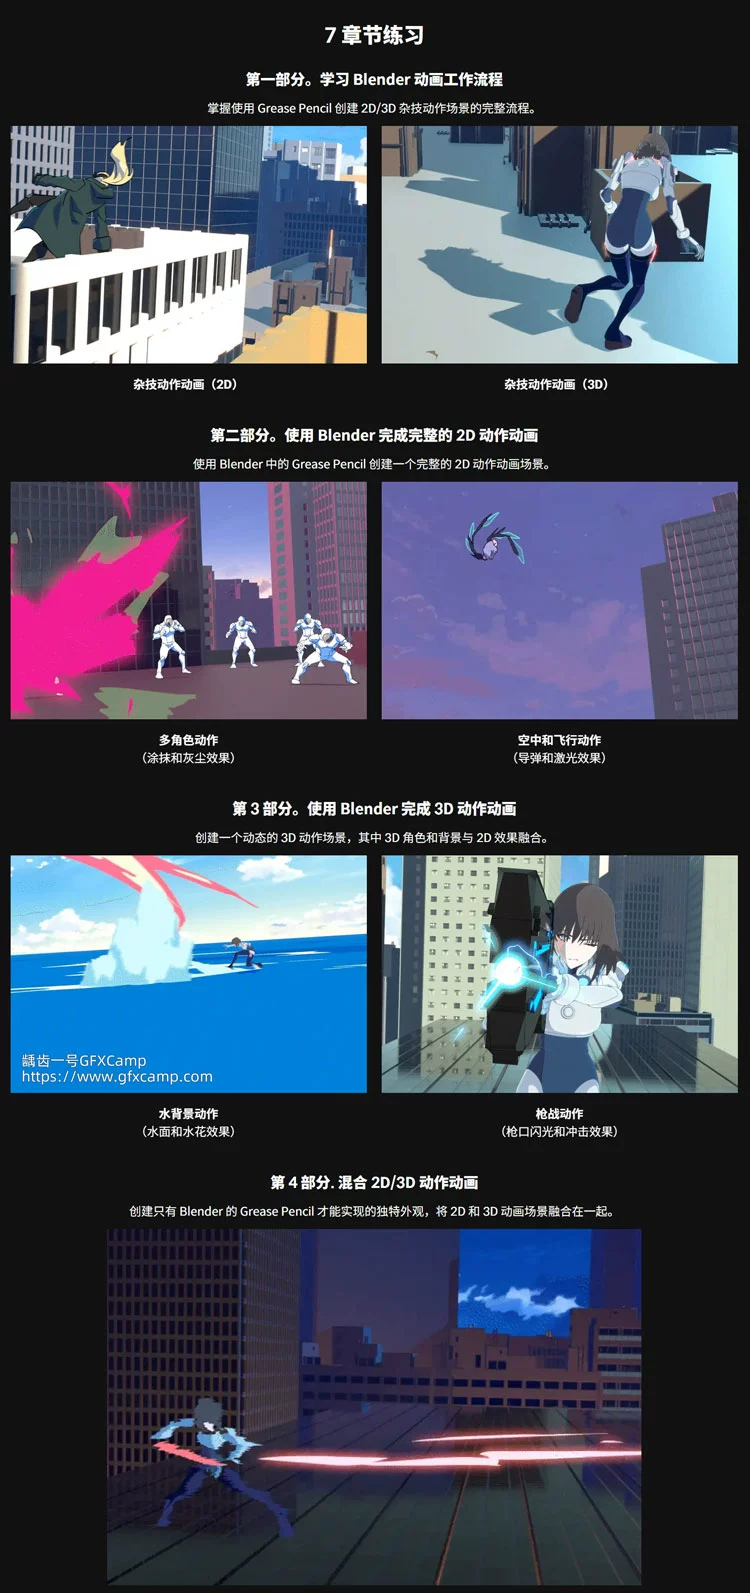 7 章节练习
第一部分。学习 Blender 动画工作流程
掌握使用 Grease Pencil 创建 2D/3D 杂技动作场景的完整流程。
杂技动作动画（2D）
杂技动作动画（3D）
第二部分。使用 Blender 完成完整的 2D 动作动画
使用 Blender 中的 Grease Pencil 创建一个完整的 2D 动作动画场景。
多角色动作
（涂抹和灰尘效果）
空中和飞行动作
（导弹和激光效果）
第 3 部分。使用 Blender 完成 3D 动作动画
创建一个动态的 3D 动作场景，其中 3D 角色和背景与 2D 效果融合。
龋齿一号GFXCamp
https://www.gfxcamp.com
水背景动作
（水面和水花效果）
枪战动作
（枪口闪光和冲击效果）
第 4 部分. 混合 2D/3D 动作动画
创建只有 Blender 的 Grease Pencil 才能实现的独特外观，将 2D 和 3D 动画场景融合在一起。